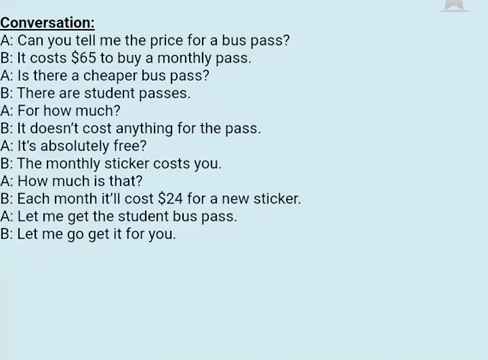 Conversation:
A: Can you tell me the price for a bus pass?
B: It costs $65 to buy a monthly pass.
A: Is there a cheaper bus pass?
B: There are student passes.
A: For how much?
B: It doesn’t cost anything for the pass.
A: It’s absolutely free?
B: The monthly sticker costs you.
A: How much is that?
B: Each month it’ll cost $24 for a new sticker.
A: Let me get the student bus pass.
B: Let me go get it for you.